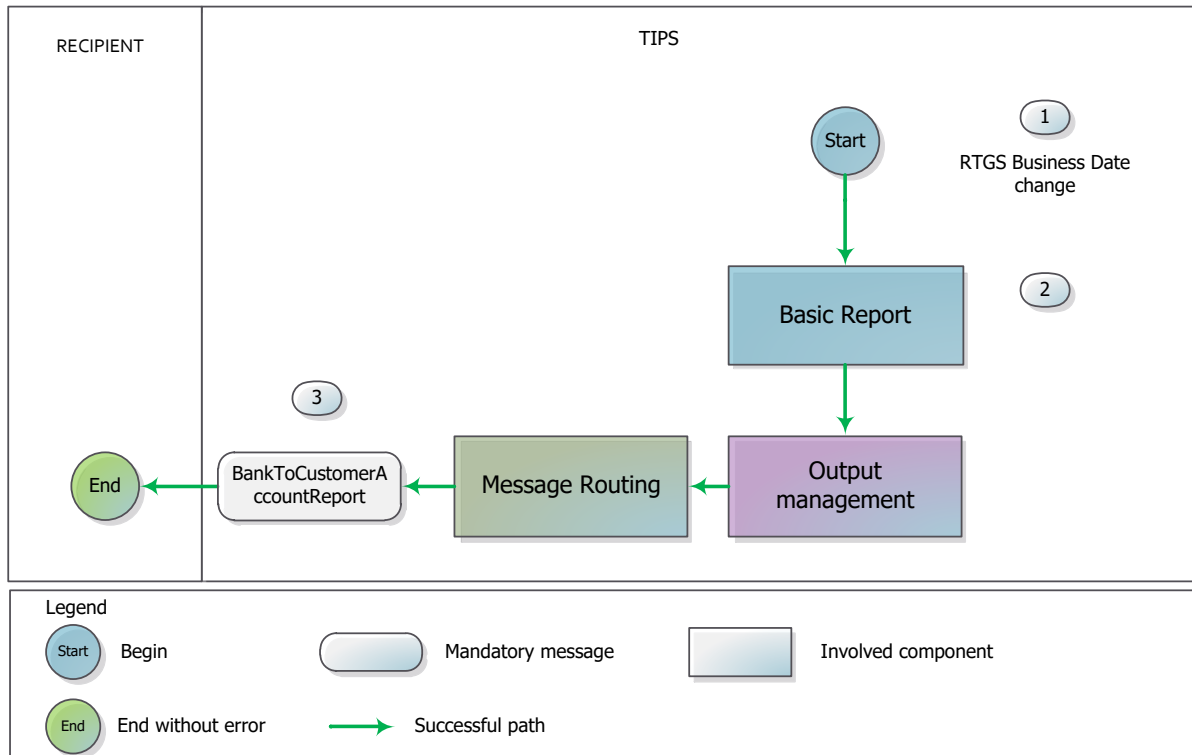 RECIPIENT
TIPS
Start
1
RTGS Business Date
change
Basic Report
2
3
End
BankToCustomerA
ccountReport
Message Routing
Output
management
Legend
Start
Begin
Mandatory message
Involved component
End
End without error
Successful path